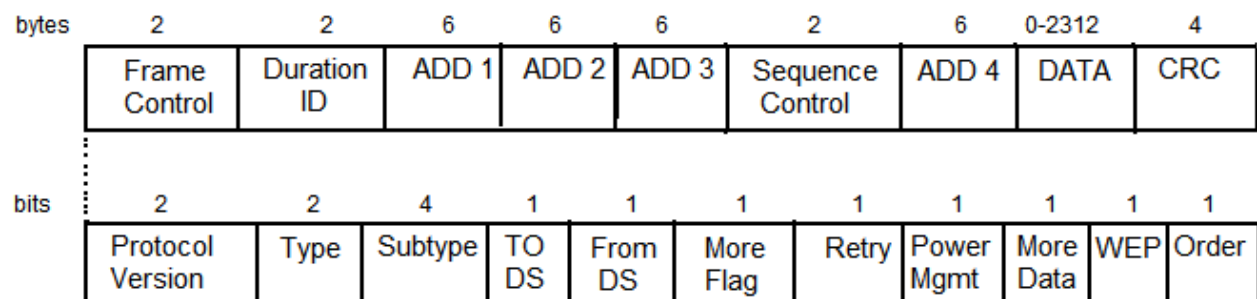 bytes 2 2 6 6 6 2 6 0-2312 4
Frame Duration ADD 1 ADD 2 ADD 3 Sequence ADD 4 DATA CRC
Control ID Control
bits 2 2 4 1 1 1 1 1 1 1 1
Protocol Type Subtype TO From More Retry Power More WEP Order
Version DS DS Flag Mgmt Data